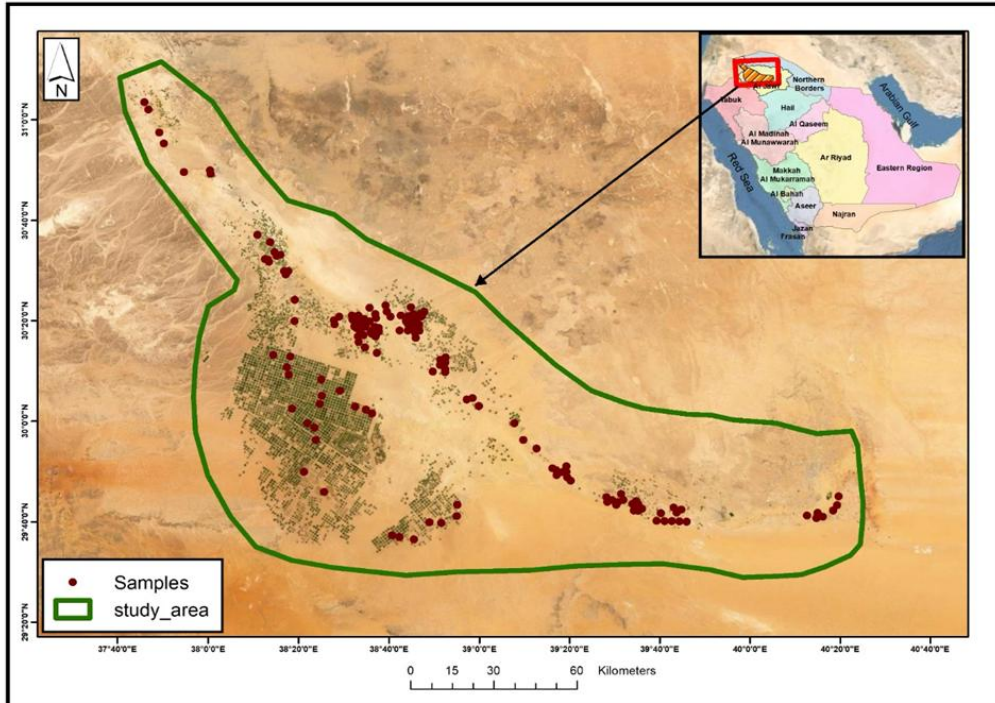 N
Northern
Borders
Tabuk
Hail
Al Qaseem
Al Madinah
Al Munawwarah
Ar Riyad
Eastern Region
Makkah
Al Mukarramah
Al Bahah
Aseer
Najran
Jazan
Frasan
Red Sea
Arabian Gulf
31°0'0"N
30°40'0"N
30°20'0"N
30°0'0"N
29°40'0"N
29°20'0"N
Samples
study_area
37°40'0"E 38°0'0"E 38°20'0"E 38°40'0"E 39°0'0"E 39°20'0"E 39°40'0"E 40°0'0"E 40°20'0"E 40°40'0"E
0 15 30 60 Kilometers